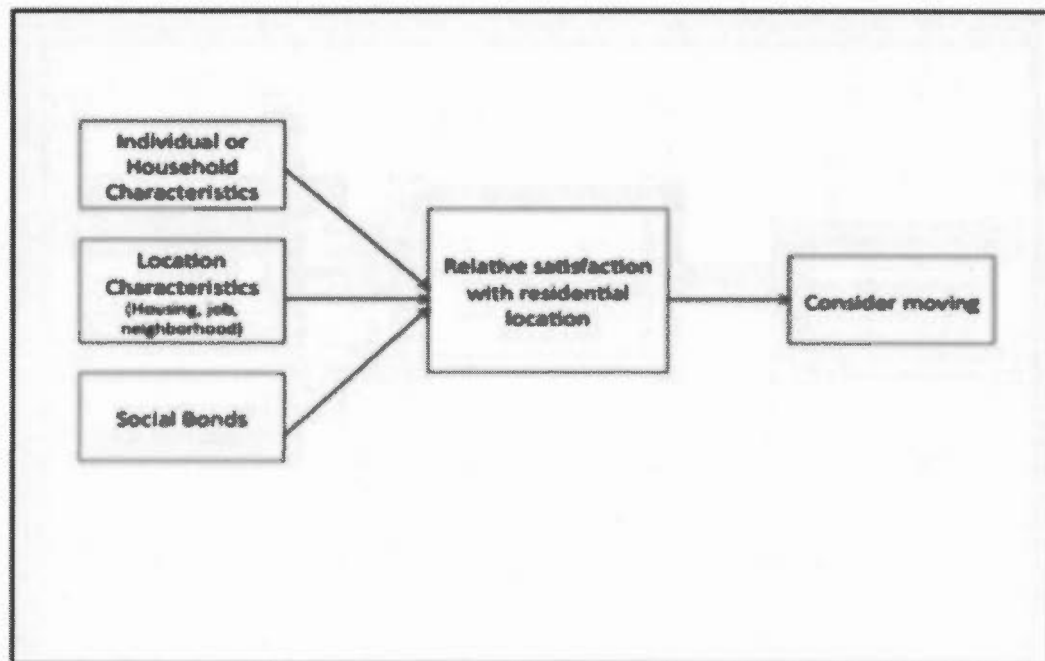 Individual or
Household
Characteristics
Location
Characteristics
(Housing, job,
neighborhood)
Social Bonds
Relative satisfaction
with residential
location
Consider moving